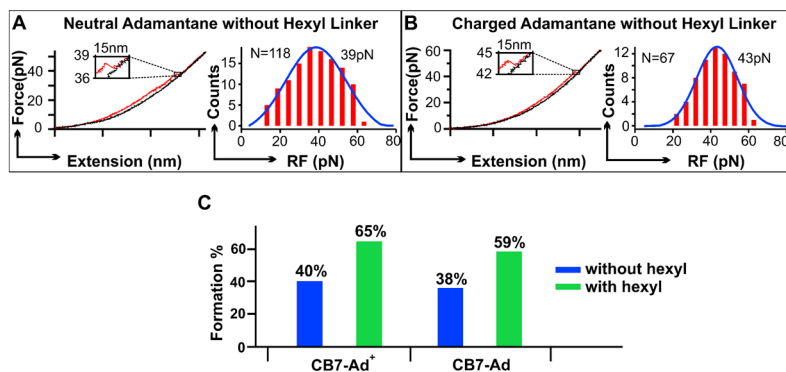 A
Neutral Adamantane without Hexyl Linker
Force(pN)
40
20
0
15nm
39
36
Extension (nm)
Counts
15
10
5
0
N=118
39pN
0 20 40 60 80
RF (pN)
B
Charged Adamantane without Hexyl Linker
Force(pN)
60
40
20
0
15nm
45
42
Extension (nm)
Counts
12
8
4
0
N=67
43pN
0 20 40 60 80
RF (pN)
C
Formation %
60
40
20
0
40%
65%
38%
59%
CB7-Ad⁺
CB7-Ad
without hexyl
with hexyl